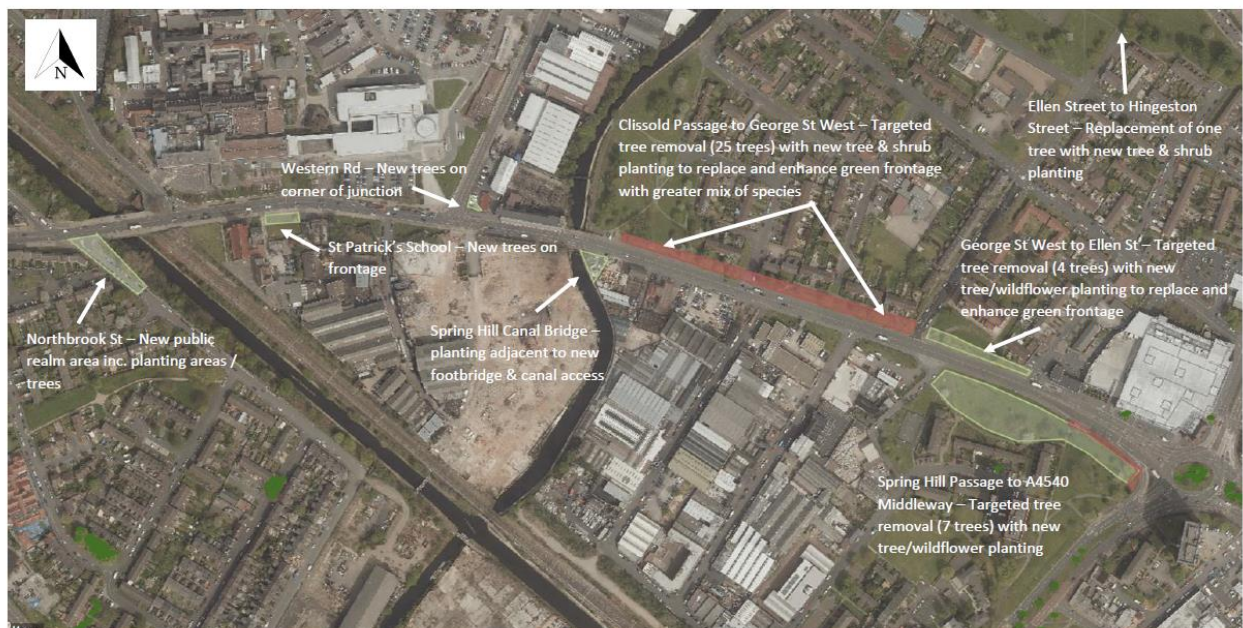 N
Ellen Street to Hingeston
Street – Replacement of one
tree with new tree & shrub
planting
Clissold Passage to George St West – Targeted
tree removal (25 trees) with new tree & shrub
planting to replace and enhance green frontage
with greater mix of species
Western Rd – New trees on
corner of junction
St Patrick's School – New trees on
frontage
George St West to Ellen St – Targeted
tree removal (4 trees) with new
tree/wildflower planting to replace and
enhance green frontage
Northbrook St – New public
realm area inc. planting areas /
trees
Spring Hill Canal Bridge –
planting adjacent to new
footbridge & canal access
Spring Hill Passage to A4540
Middleway – Targeted tree
removal (7 trees) with new
tree/wildflower planting